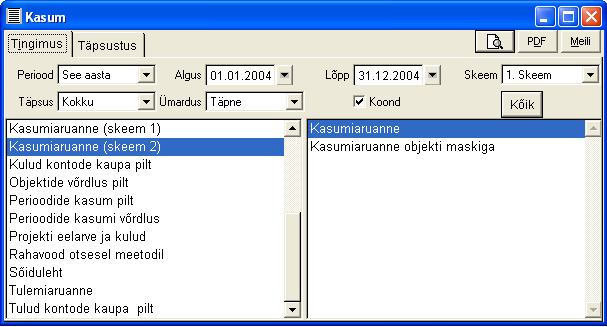 Kasum
Tingimus Täpsustus PDF Meili
Periood See aasta Algus 01.01.2004 Lõpp 31.12.2004 Skeem 1. Skeem
Täpsus Kokku Ümardus Täpne Koond Kõik
Kasumiaruanne (skeem 1)
Kasumiaruanne (skeem 2)
Kulud kontode kaupa pilt
Objektide võrdlus pilt
Perioodide kasum pilt
Perioodide kasumi võrdlus
Projekti eelarve ja kulud
Rahavood otsesel meetodil
Sõiduleht
Tulemiaruanne
Tulud kontode kaupa pilt
Kasumiaruanne
Kasumiaruanne objekti maskiga